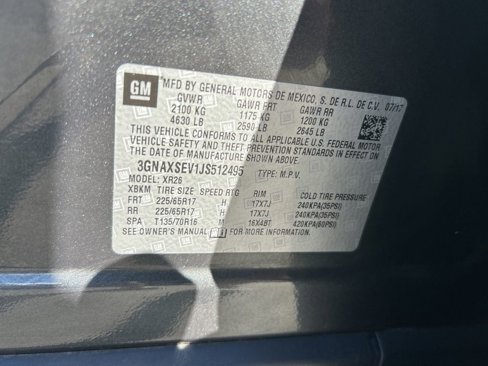 GM
MFD BY GENERAL MOTORS DE MEXICO, S. DE R.L. DE C.V. 07/17
GVWR GAWR FRT GAWR RR
2100 KG 1175 KG 1200 KG
4630 LB 2590 LB 2645 LB
THIS VEHICLE CONFORMS TO ALL APPLICABLE U.S. FEDERAL MOTOR
VEHICLE SAFETY AND THEFT PREVENTION STANDARDS IN EFFECT ON
THE DATE OF MANUFACTURE SHOWN ABOVE.
3GNAXSEV1JS512495 TYPE: M.P.V.
MODEL: XR26
XBKM TIRE SIZE SPEED RTG RIM COLD TIRE PRESSURE
FRT 225/65R17 H 17X7J 240KPA(35PSI)
RR 225/65R17 H 17X7J 240KPA(35PSI)
SPA T135/70R16 M 16X4BT 420KPA(60PSI)
SEE OWNER'S MANUAL FOR MORE INFORMATION.